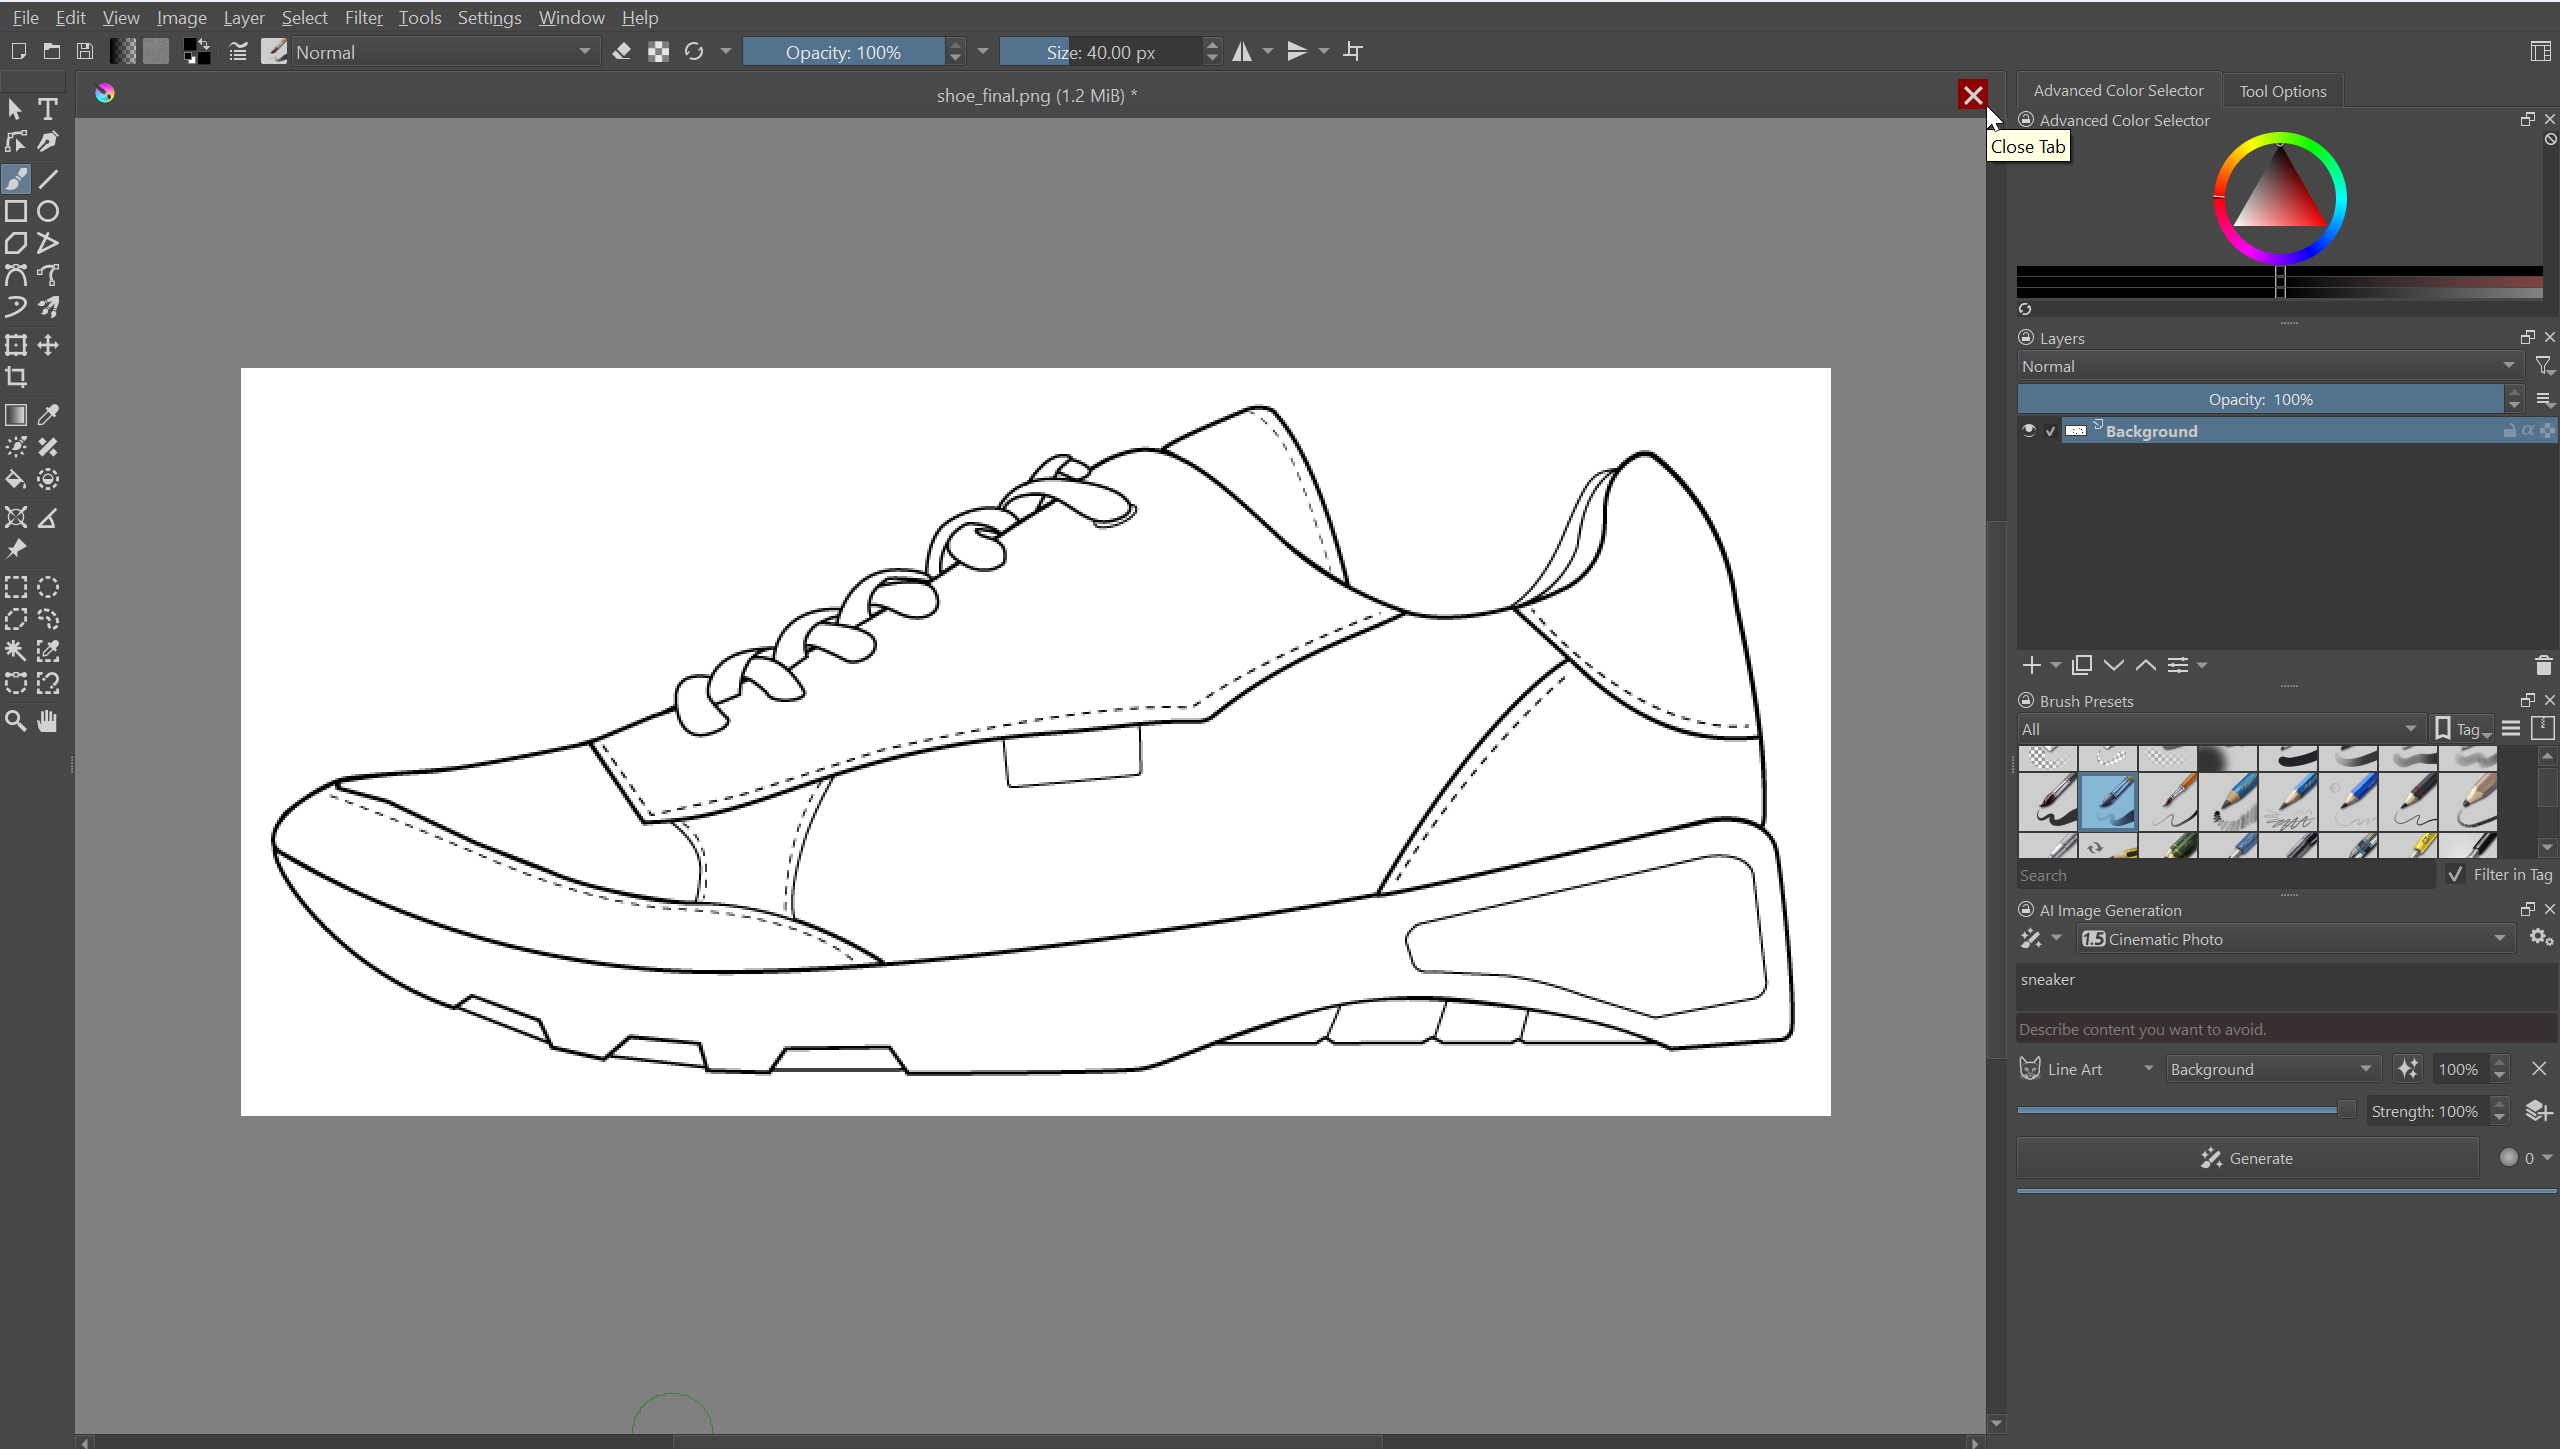 File Edit View Image Layer Select Filter Tools Settings Window Help
Normal Opacity: 100% Size: 40.00 px
shoe_final.png (1.2 MiB) *
Close Tab
Advanced Color Selector Tool Options
Advanced Color Selector
Layers
Normal
Opacity: 100%
Background
Brush Presets
All Tag
Search Filter in Tag
AI Image Generation
1.5 Cinematic Photo
sneaker
Describe content you want to avoid.
Line Art Background 100%
Strength: 100%
Generate 0